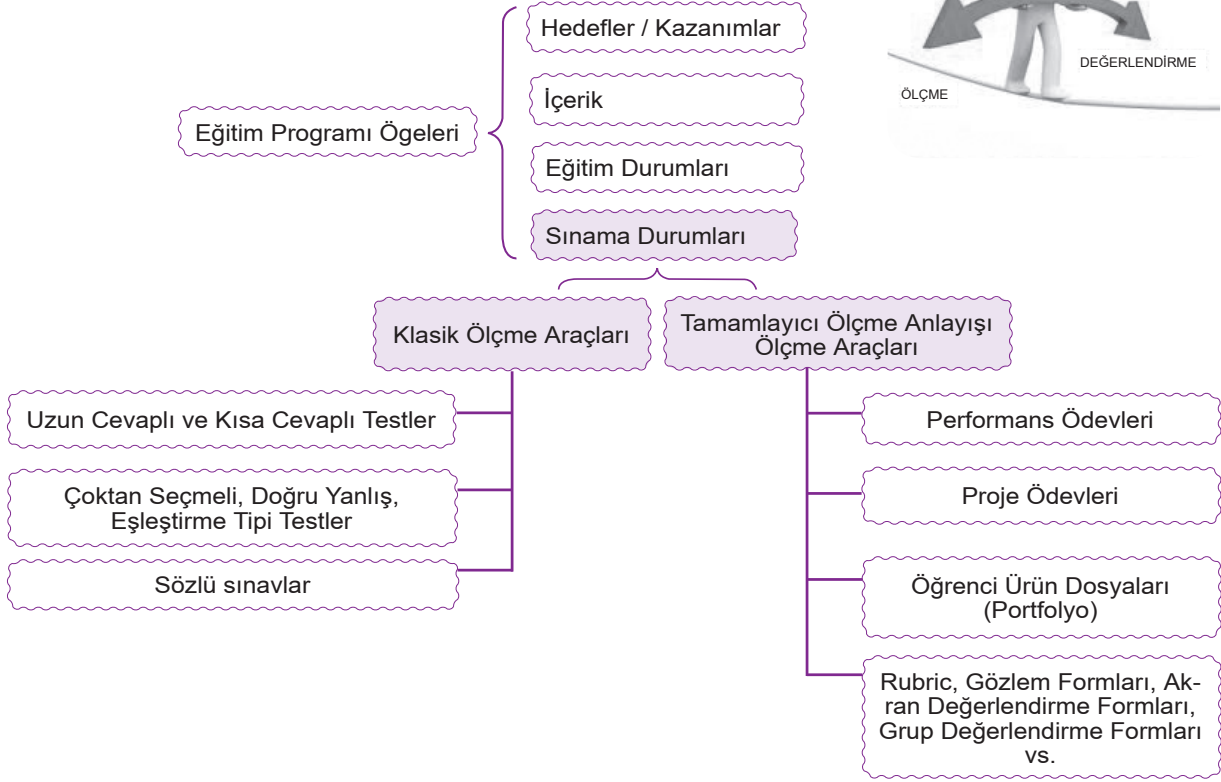 Hedefler / Kazanımlar
DEĞERLENDİRME
ÖLÇME
İçerik
Eğitim Programı Ögeleri
Eğitim Durumları
Sınama Durumları
Klasik Ölçme Araçları
Tamamlayıcı Ölçme Anlayışı
Ölçme Araçları
Uzun Cevaplı ve Kısa Cevaplı Testler
Çoktan Seçmeli, Doğru Yanlış,
Eşleştirme Tipi Testler
Sözlü sınavlar
Performans Ödevleri
Proje Ödevleri
Öğrenci Ürün Dosyaları
(Portfolyo)
Rubric, Gözlem Formları, Ak-
ran Değerlendirme Formları,
Grup Değerlendirme Formları
vs.